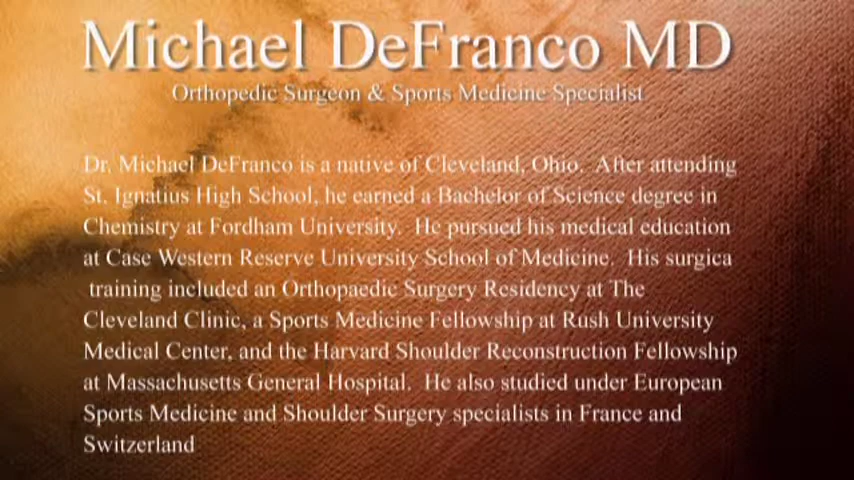 Michael DeFranco MD
Orthopedic Surgeon & Sports Medicine Specialist
Dr. Michael DeFranco is a native of Cleveland, Ohio.  After attending
St. Ignatius High School, he earned a Bachelor of Science degree in
Chemistry at Fordham University.  He pursued his medical education
at Case Western Reserve University School of Medicine.  His surgica
training included an Orthopaedic Surgery Residency at The
Cleveland Clinic, a Sports Medicine Fellowship at Rush University
Medical Center, and the Harvard Shoulder Reconstruction Fellowship
at Massachusetts General Hospital.  He also studied under European
Sports Medicine and Shoulder Surgery specialists in France and
Switzerland